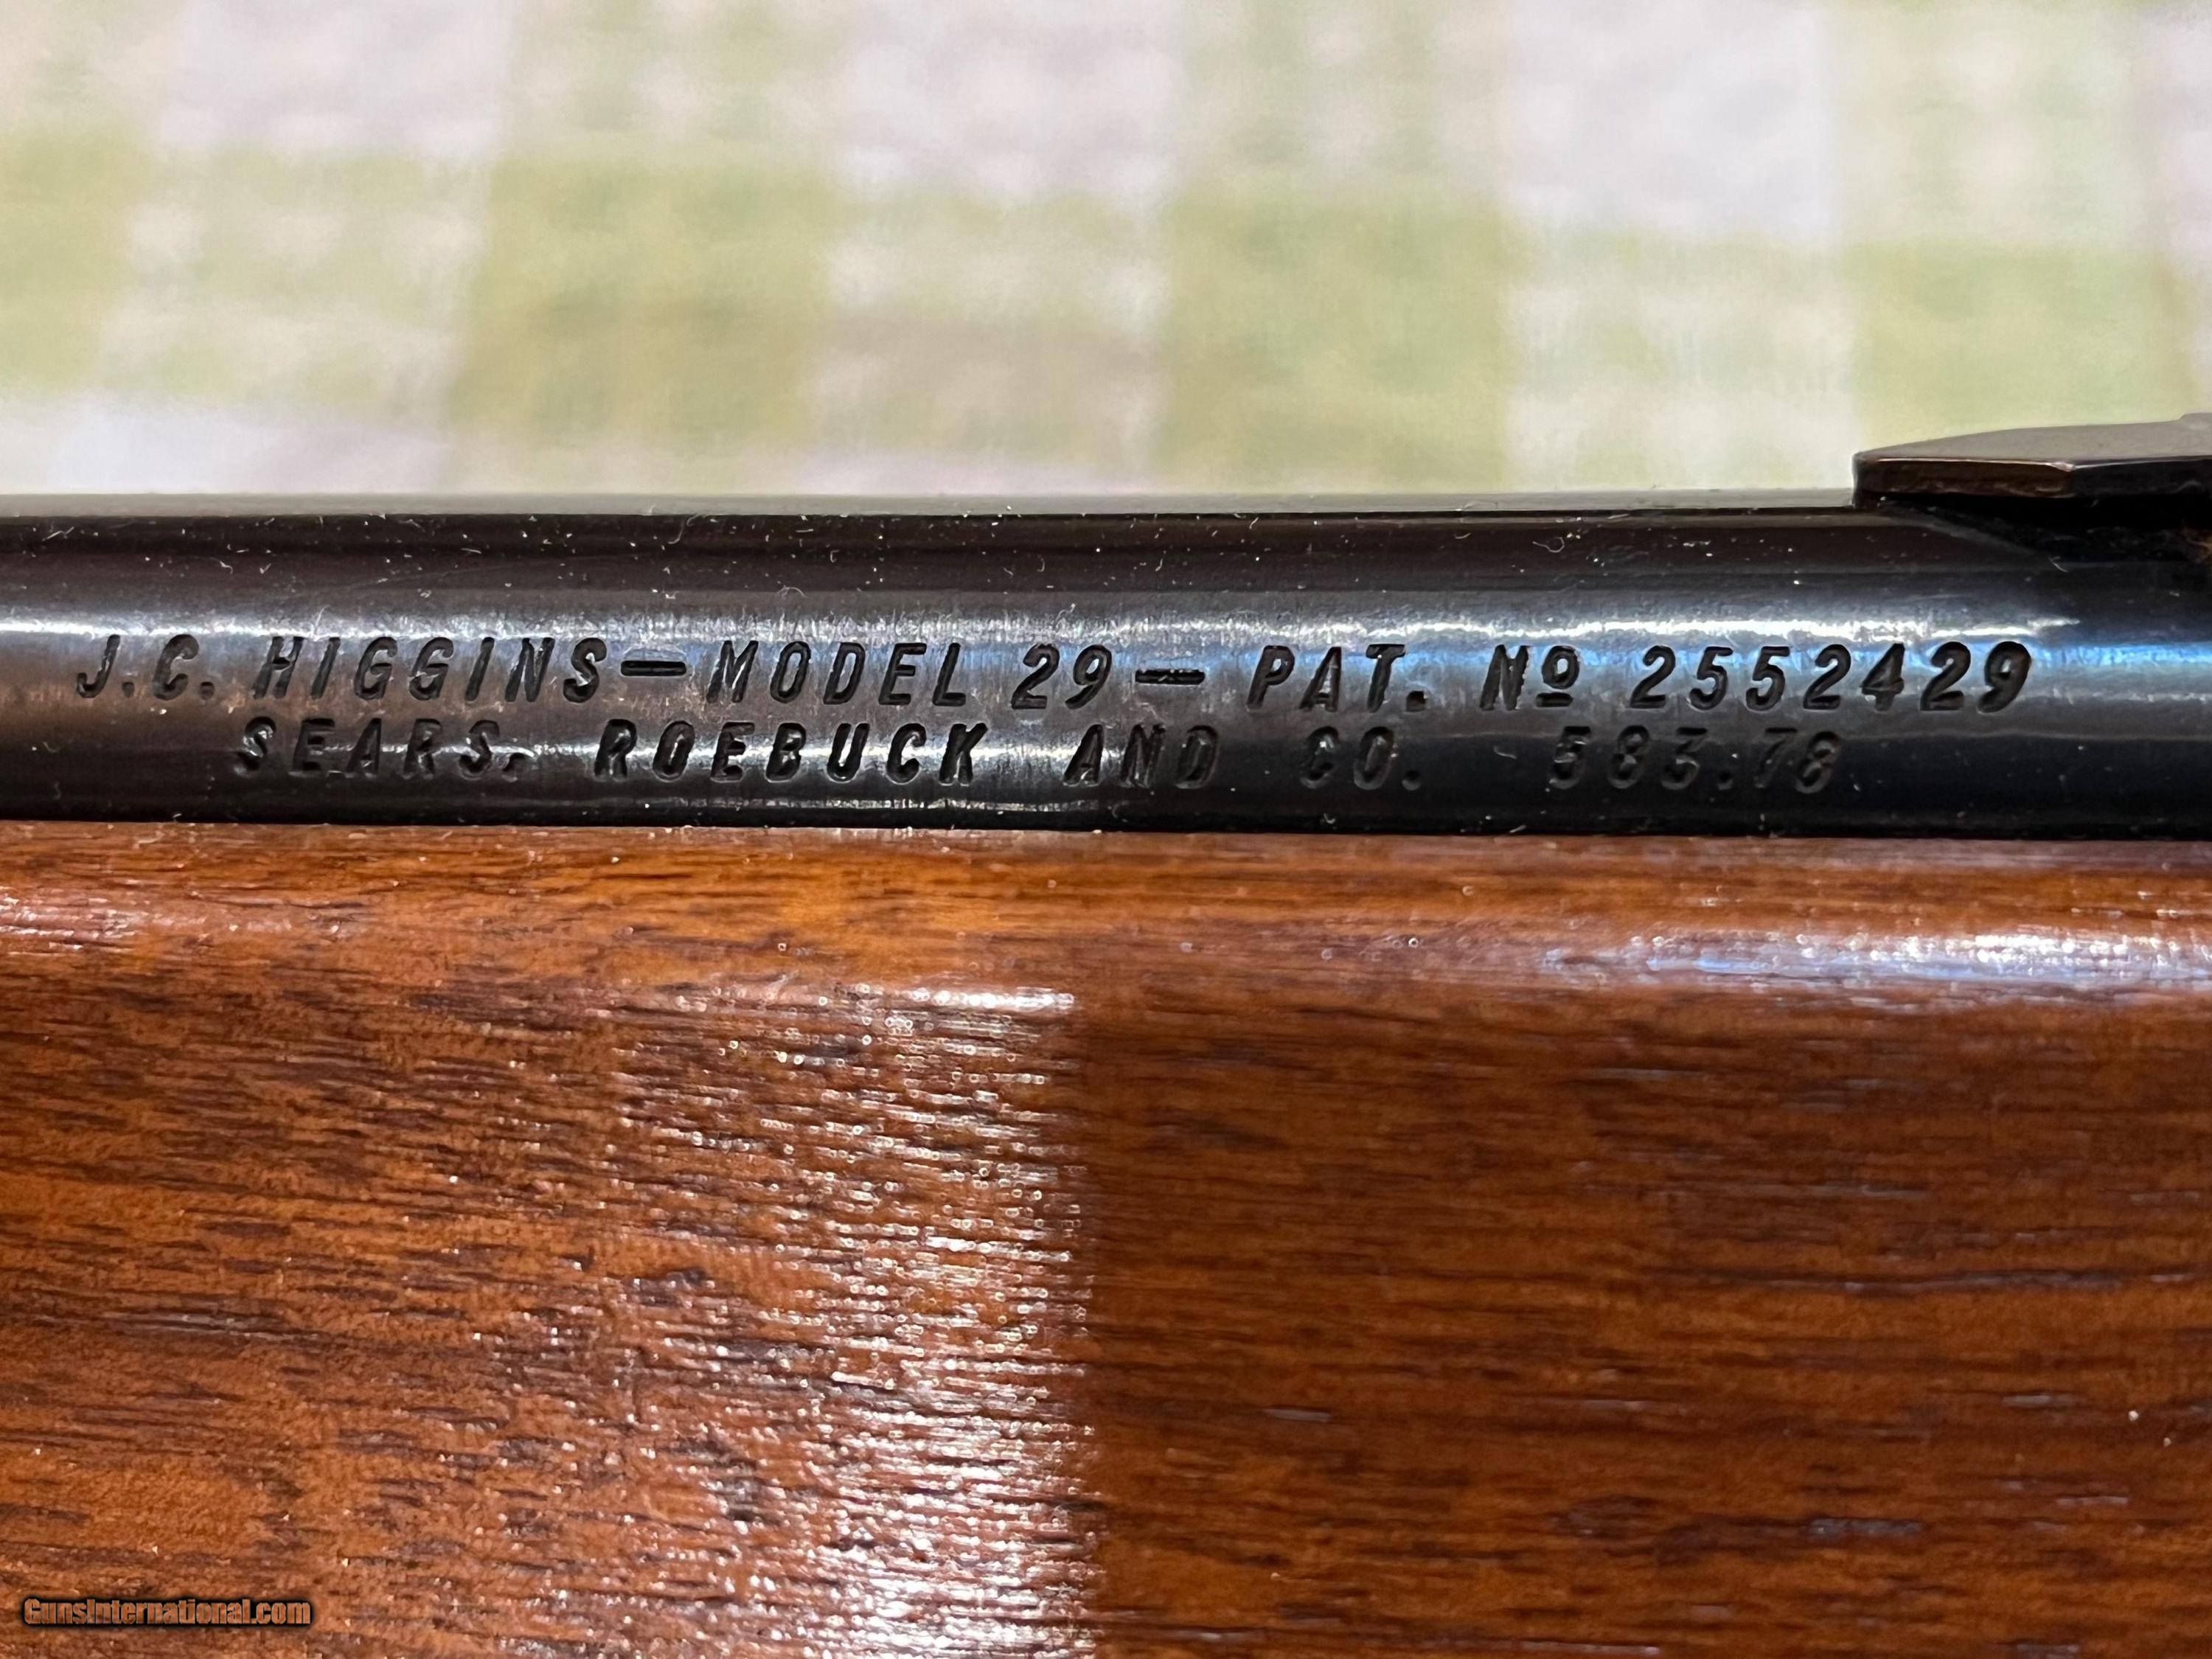 J.C. HIGGINS—MODEL 29— PAT. Nº 2552429
SEARS, ROEBUCK AND CO. 583.78
GunsInternational.com